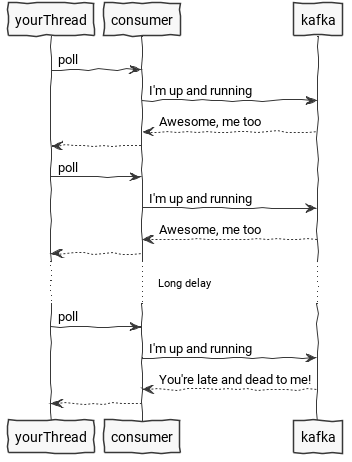 yourThread consumer kafka
poll
I'm up and running
Awesome, me too
poll
I'm up and running
Awesome, me too
Long delay
poll
I'm up and running
You're late and dead to me!
yourThread consumer kafka